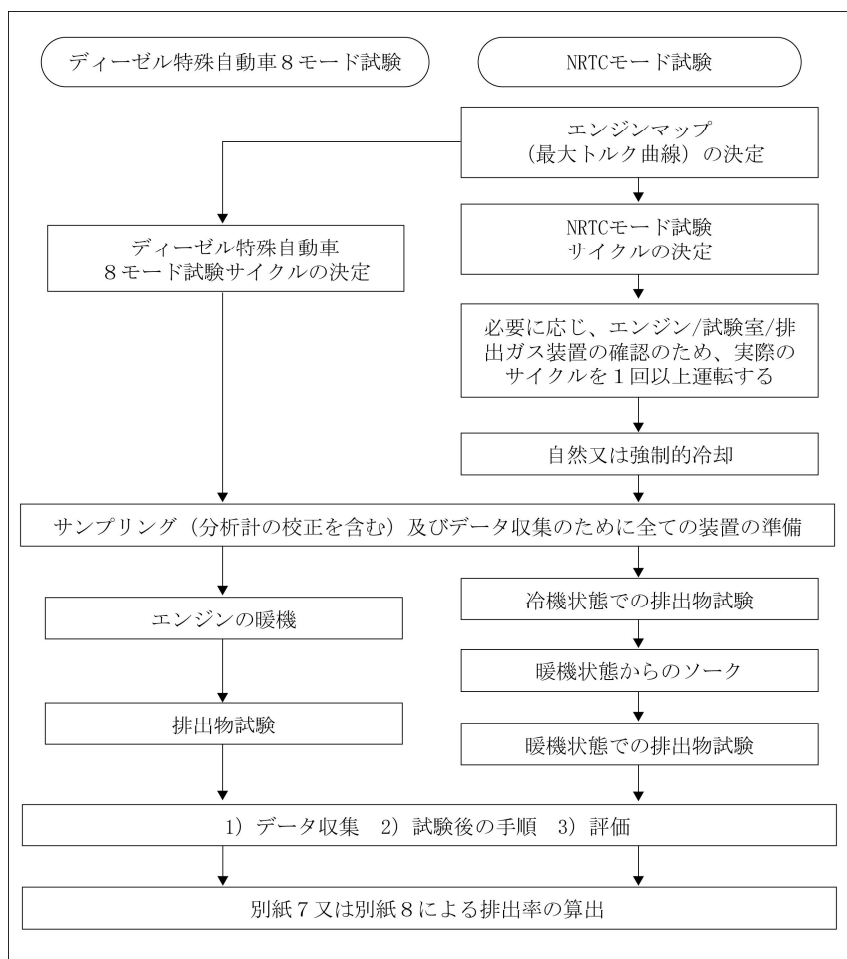 ディーゼル特殊自動車８モード試験
NRTCモード試験
エンジンマップ
（最大トルク曲線）の決定
ディーゼル特殊自動車
８モード試験サイクルの決定
NRTCモード試験
サイクルの決定
必要に応じ、エンジン/試験室/排
出ガス装置の確認のため、実際の
サイクルを１回以上運転する
自然又は強制的冷却
サンプリング（分析計の校正を含む）及びデータ収集のために全ての装置の準備
エンジンの暖機
冷機状態での排出物試験
暖機状態からのソーク
排出物試験
暖機状態での排出物試験
1）データ収集　2）試験後の手順　3）評価
別紙７又は別紙８による排出率の算出